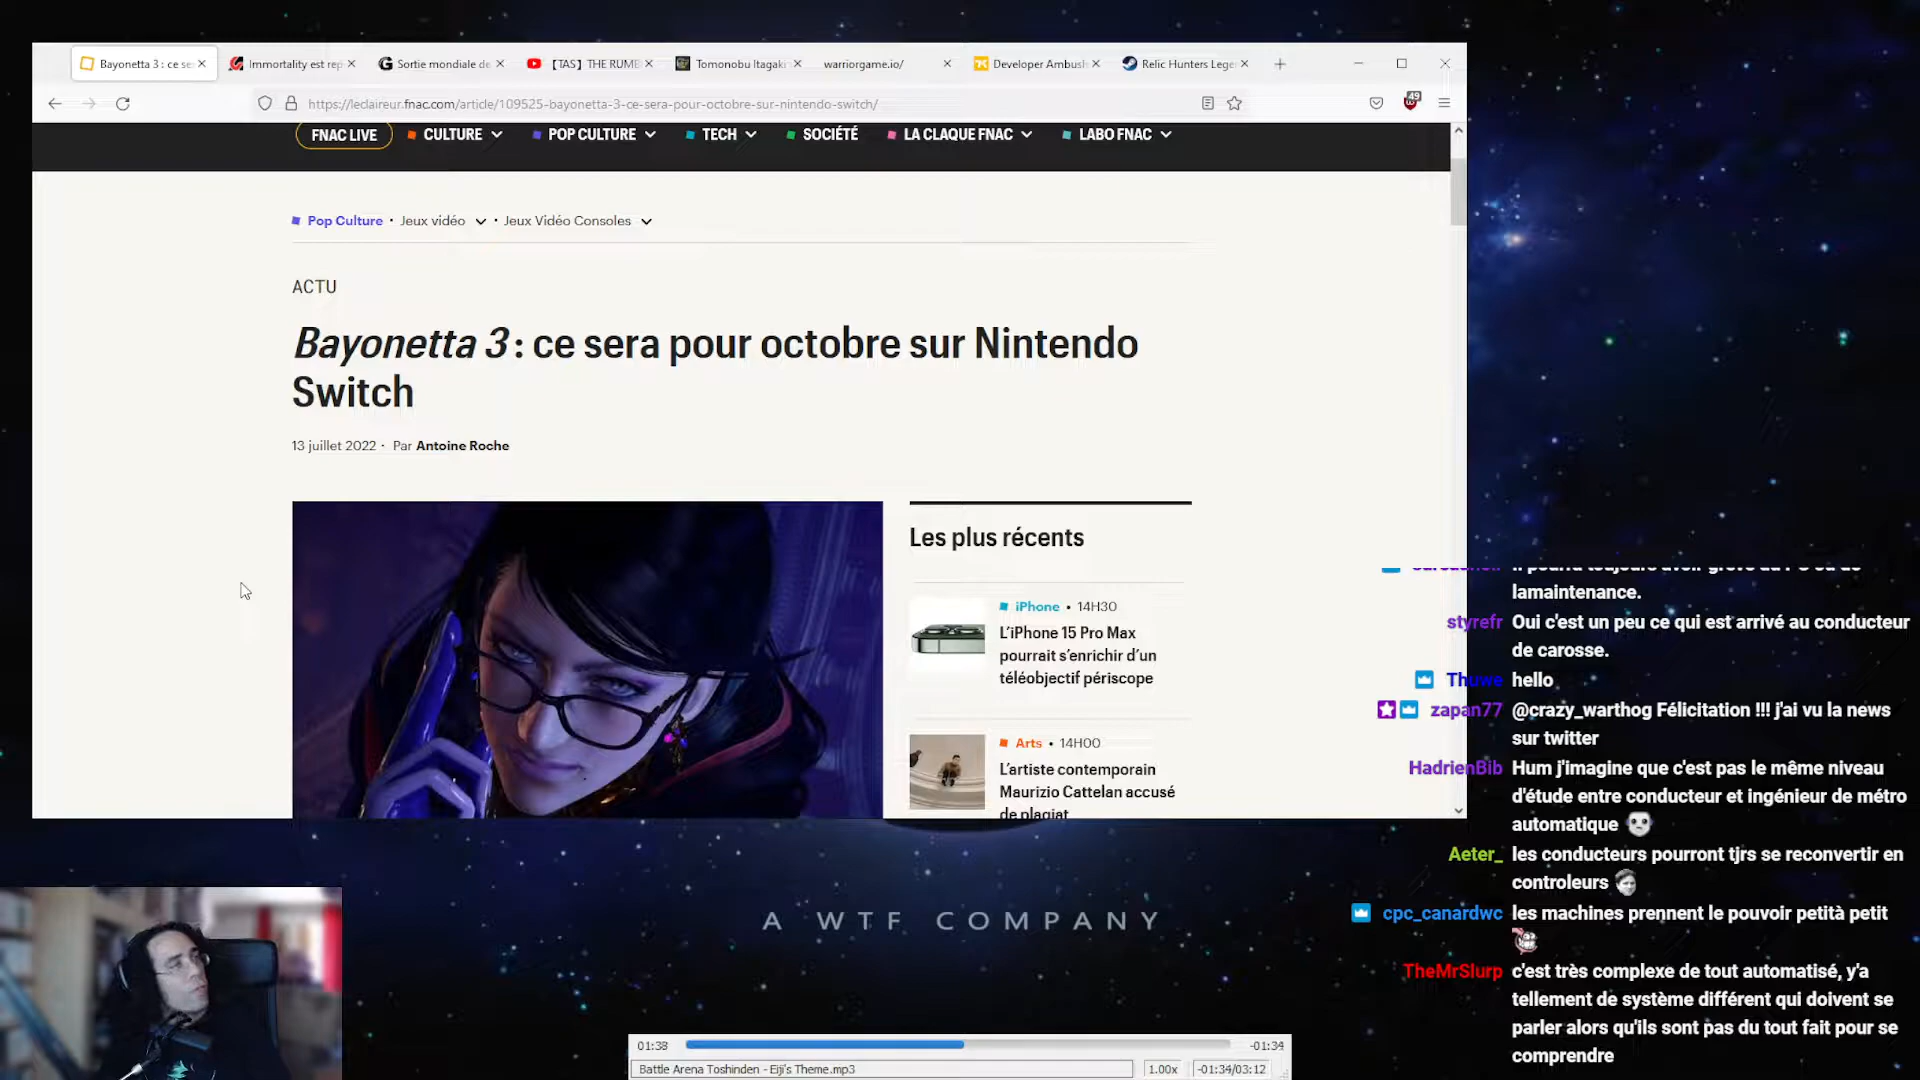 Bayonetta 3 : ce se
Immortality est rep
Sortie mondiale de
【TAS】THE RUMB
Tomonobu Itagaki
warriorgame.io/
Developer Ambush
Relic Hunters Lege
https://leclaireur.fnac.com/article/109525-bayonetta-3-ce-sera-pour-octobre-sur-nintendo-switch/
49
FNAC LIVE
CULTURE
POP CULTURE
TECH
SOCIÉTÉ
LA CLAQUE FNAC
LABO FNAC
Pop Culture • Jeux vidéo • Jeux Vidéo Consoles
ACTU
Bayonetta 3 : ce sera pour octobre sur Nintendo
Switch
13 juillet 2022 • Par Antoine Roche
Les plus récents
iPhone • 14H30
L’iPhone 15 Pro Max
pourrait s’enrichir d’un
téléobjectif périscope
Arts • 14H00
L’artiste contemporain
Maurizio Cattelan accusé
de plagiat
lamaintenance.
styrefr Oui c'est un peu ce qui est arrivé au conducteur
de carosse.
Thuwe hello
zapan77 @crazy_warthog Félicitation !!! j'ai vu la news
sur twitter
HadrienBib Hum j'imagine que c'est pas le même niveau
d'étude entre conducteur et ingénieur de métro
automatique
Aeter_ les conducteurs pourront tjrs se reconvertir en
controleurs
cpc_canardwc les machines prennent le pouvoir petità petit
TheMrSlurp c'est très complexe de tout automatisé, y'a
tellement de système différent qui doivent se
parler alors qu'ils sont pas du tout fait pour se
comprendre
A WTF COMPANY
01:38
-01:34
Battle Arena Toshinden - Eiji's Theme.mp3
1.00x
-01:34/03:12